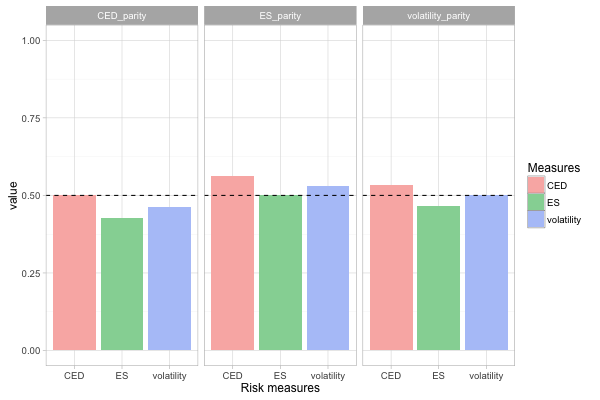 CED_parity ES_parity volatility_parity
1.00
0.75
0.50
0.25
0.00
value
CED ES volatility CED ES volatility CED ES volatility
Risk measures
Measures
CED
ES
volatility